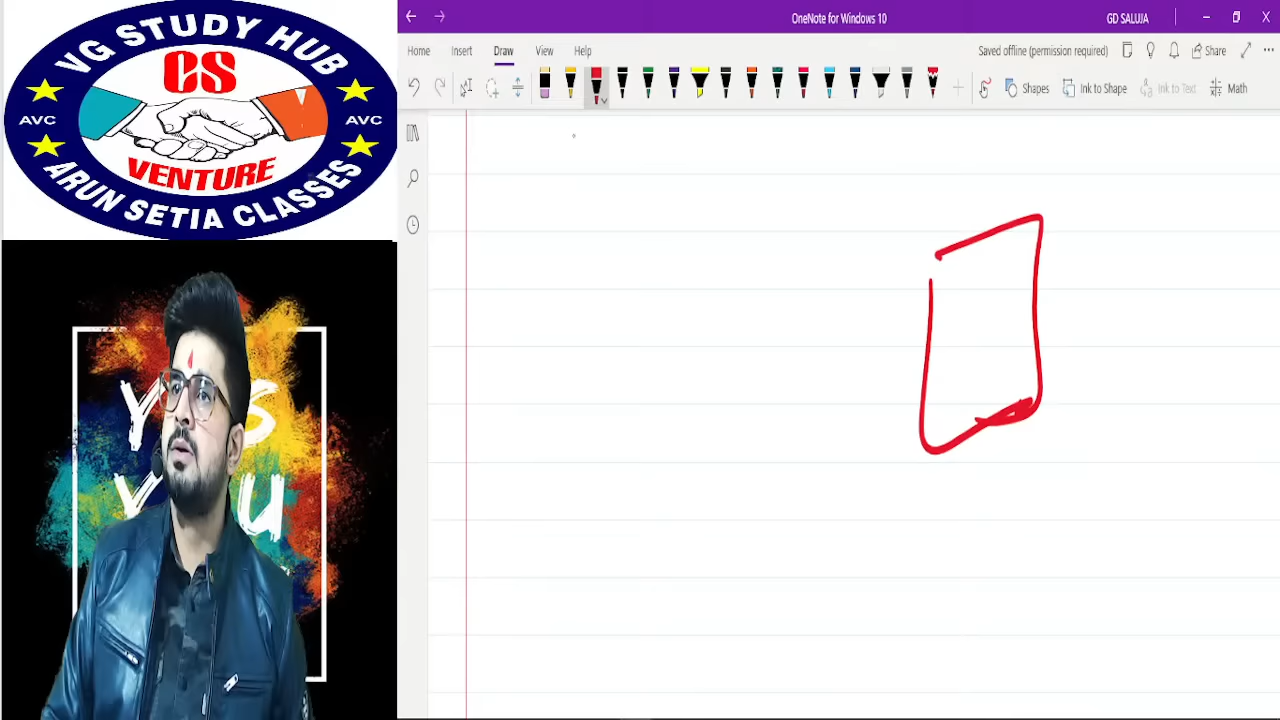 VG STUDY HUB
CS
AVC
AVC
VENTURE
ARUN SETIA CLASSES
OneNote for Windows 10
GD SALUJA
Home
Insert
Draw
View
Help
Saved offline (permission required)
Share
Shapes
Ink to Shape
Ink to Text
Math